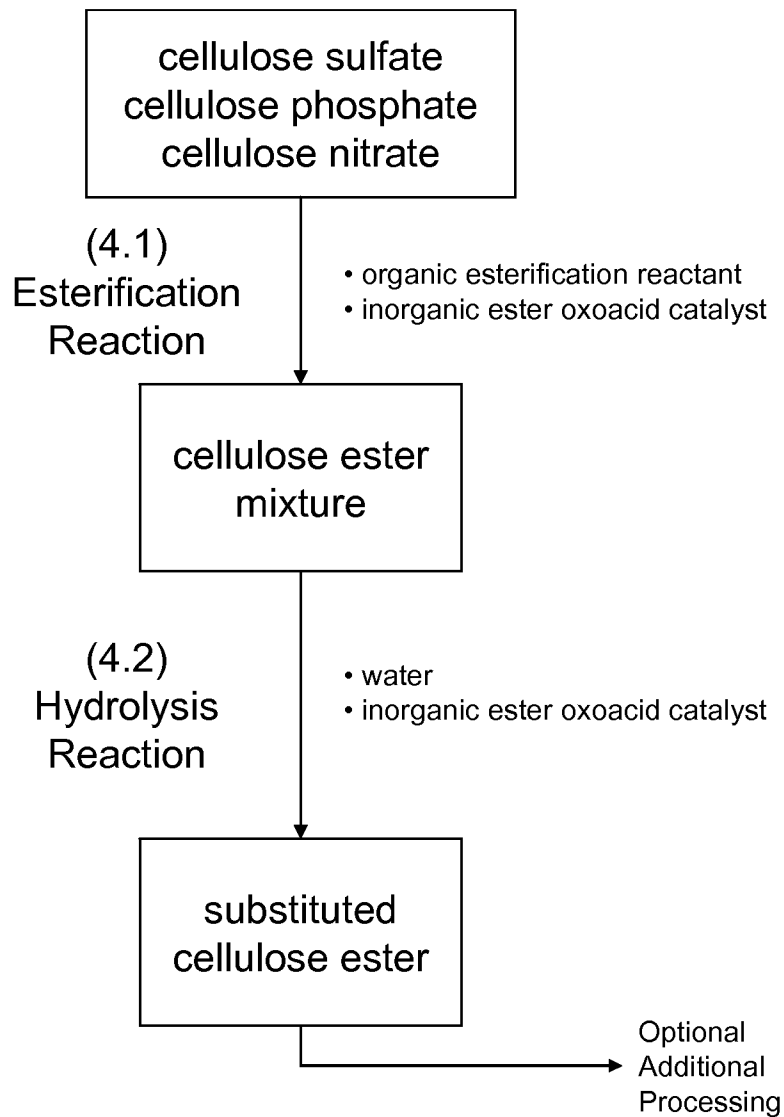 cellulose sulfate
cellulose phosphate
cellulose nitrate
(4.1)
Esterification
Reaction
• organic esterification reactant
• inorganic ester oxoacid catalyst
cellulose ester
mixture
(4.2)
Hydrolysis
Reaction
• water
• inorganic ester oxoacid catalyst
substituted
cellulose ester
Optional
Additional
Processing